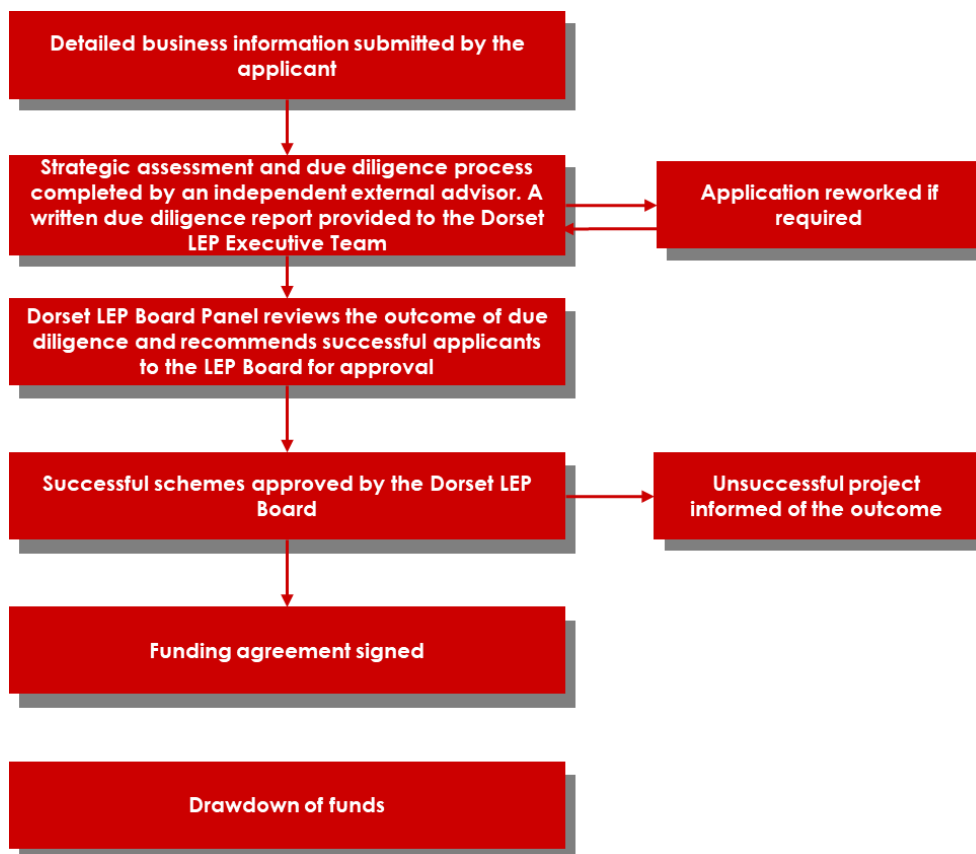 Detailed business information submitted by the
applicant
Strategic assessment and due diligence process
completed by an independent external advisor. A
written due diligence report provided to the Dorset
LEP Executive Team
Application reworked if
required
Dorset LEP Board Panel reviews the outcome of due
diligence and recommends successful applicants
to the LEP Board for approval
Successful schemes approved by the Dorset LEP
Board
Unsuccessful project
informed of the outcome
Funding agreement signed
Drawdown of funds